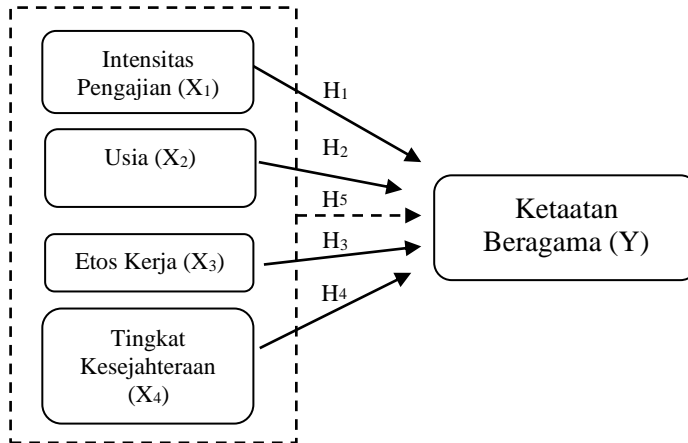 Intensitas
Pengajian (X₁)
H₁
Usia (X₂)
H₂
H₅
Ketaatan
Beragama (Y)
Etos Kerja (X₃)
H₃
H₄
Tingkat
Kesejahteraan
(X₄)